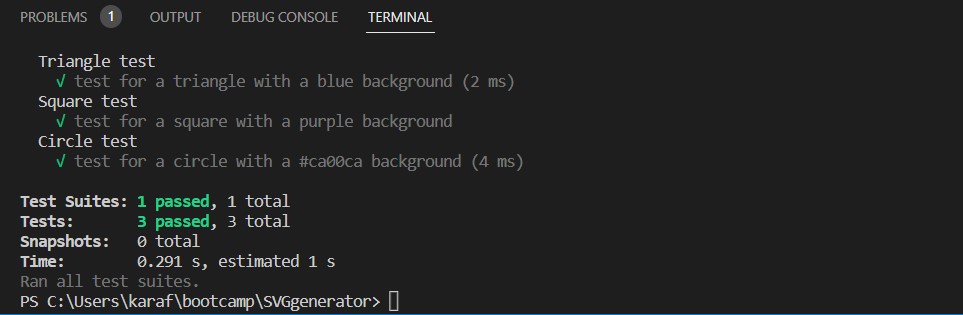 PROBLEMS 1 OUTPUT DEBUG CONSOLE TERMINAL
Triangle test
√ test for a triangle with a blue background (2 ms)
Square test
√ test for a square with a purple background
Circle test
√ test for a circle with a #ca00ca background (4 ms)
Test Suites: 1 passed, 1 total
Tests: 3 passed, 3 total
Snapshots: 0 total
Time: 0.291 s, estimated 1 s
Ran all test suites.
PS C:\Users\karaf\bootcamp\SVGgenerator>